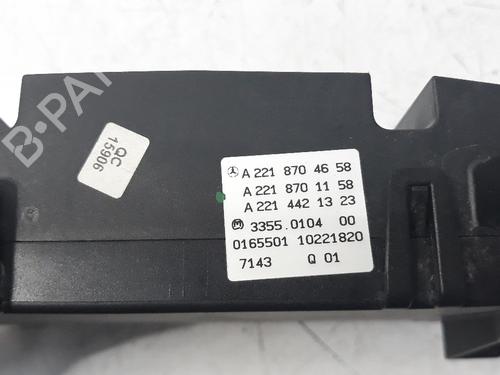 B-PARTS
QC
15906
A 221 870 46 58
A 221 870 11 58
A 221 442 13 23
3355.0104 00
0165501 10221820
7143 Q 01